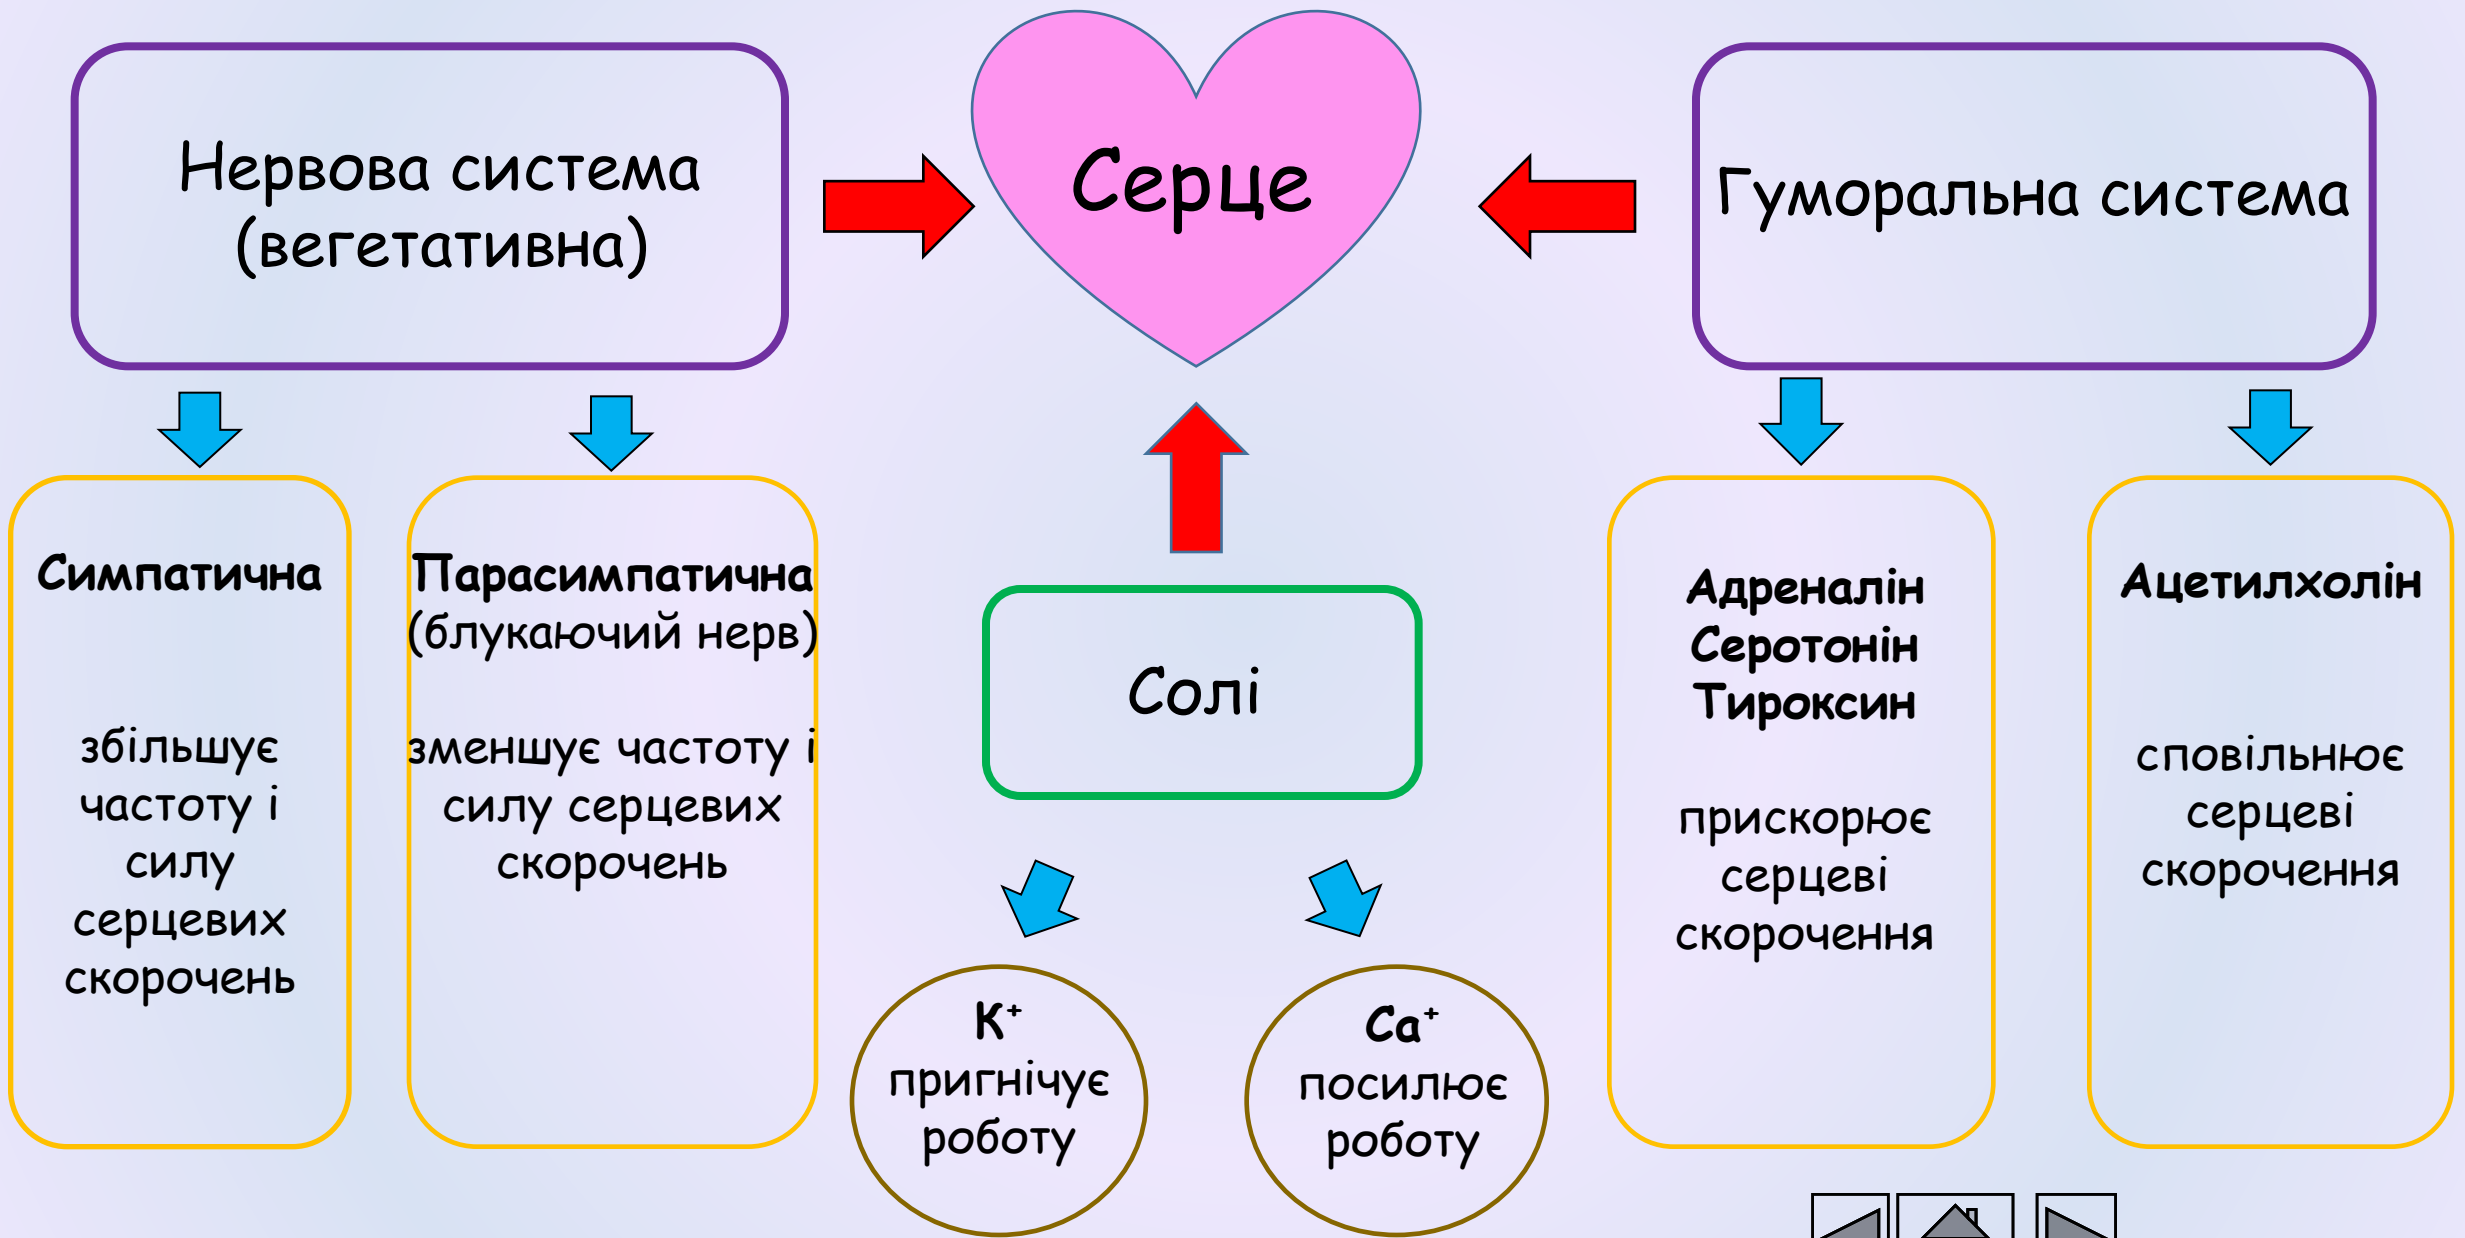 Нервова система
(вегетативна)
Серце
Гуморальна система
Симпатична
збільшує
частоту і
силу
серцевих
скорочень
Парасимпатична
(блукаючий нерв)
зменшує частоту і
силу серцевих
скорочень
Солі
К⁺
пригнічує
роботу
Са⁺
посилює
роботу
Адреналін
Серотонін
Тироксин
прискорює
серцеві
скорочення
Ацетилхолін
сповільнює
серцеві
скорочення